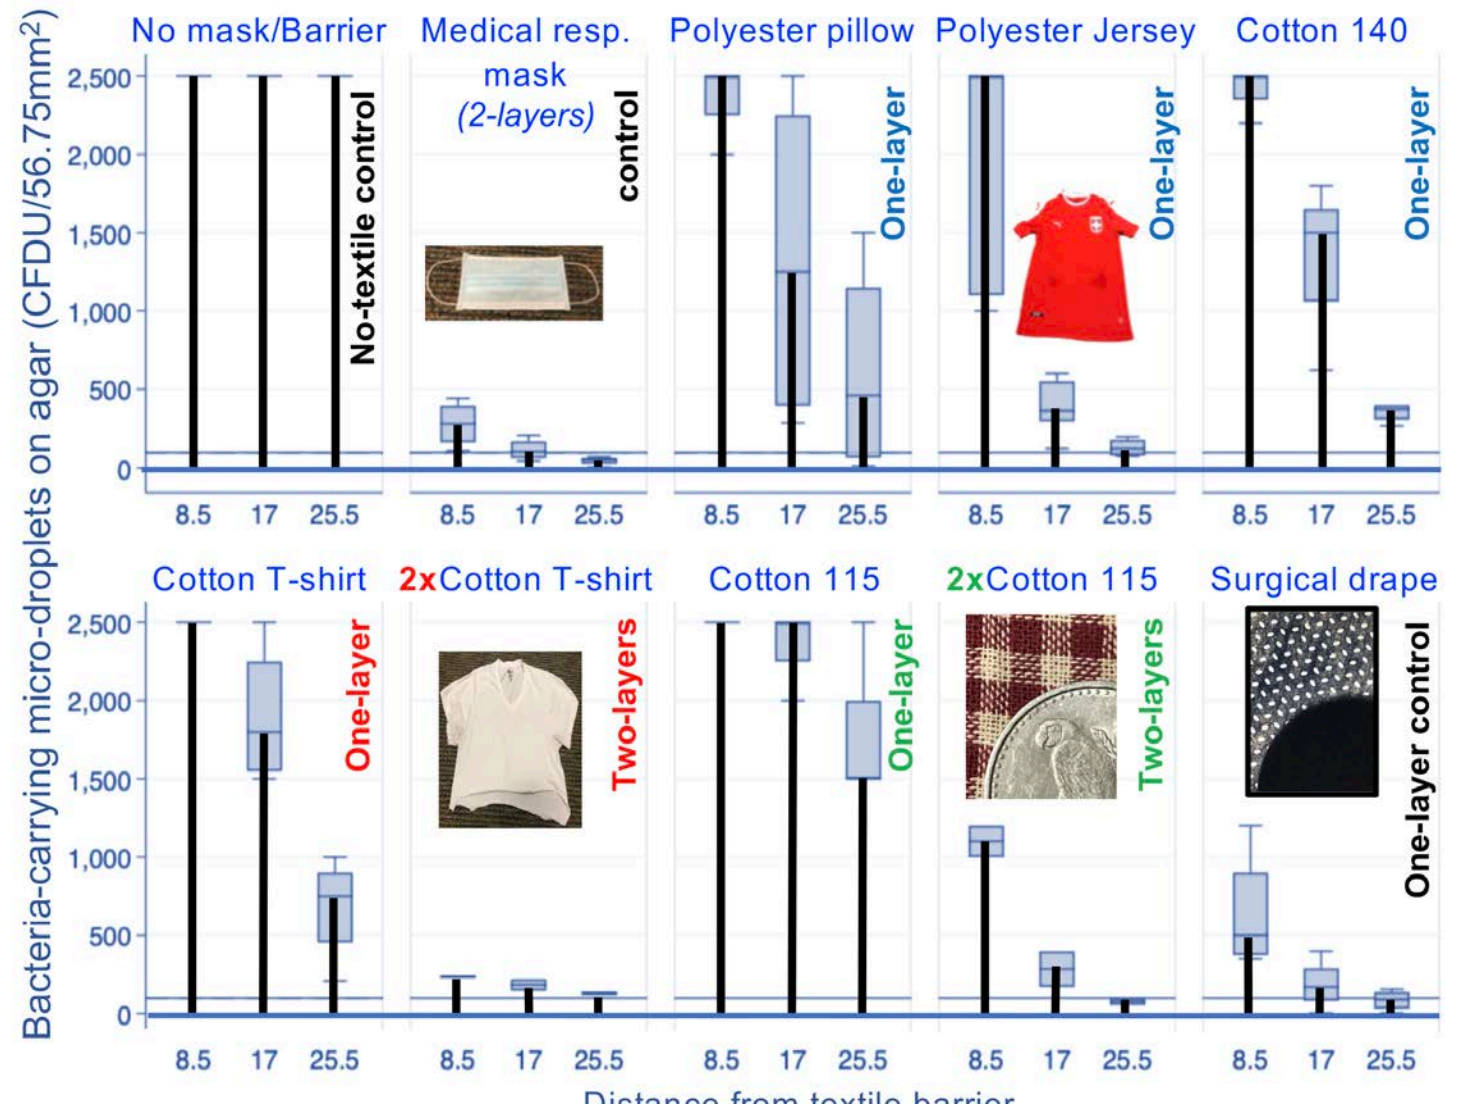 No mask/Barrier
Medical resp.
mask
(2-layers)
Polyester pillow
Polyester Jersey
Cotton 140
Bacteria-carrying micro-droplets on agar (CFDU/56.75mm²)
2,500
2,000
1,500
1,000
500
0
No-textile control
control
One-layer
One-layer
One-layer
8.5 17 25.5
8.5 17 25.5
8.5 17 25.5
8.5 17 25.5
8.5 17 25.5
Cotton T-shirt
2xCotton T-shirt
Cotton 115
2xCotton 115
Surgical drape
2,500
2,000
1,500
1,000
500
0
One-layer
Two-layers
One-layer
Two-layers
One-layer control
8.5 17 25.5
8.5 17 25.5
8.5 17 25.5
8.5 17 25.5
8.5 17 25.5
Distance from textile barrier